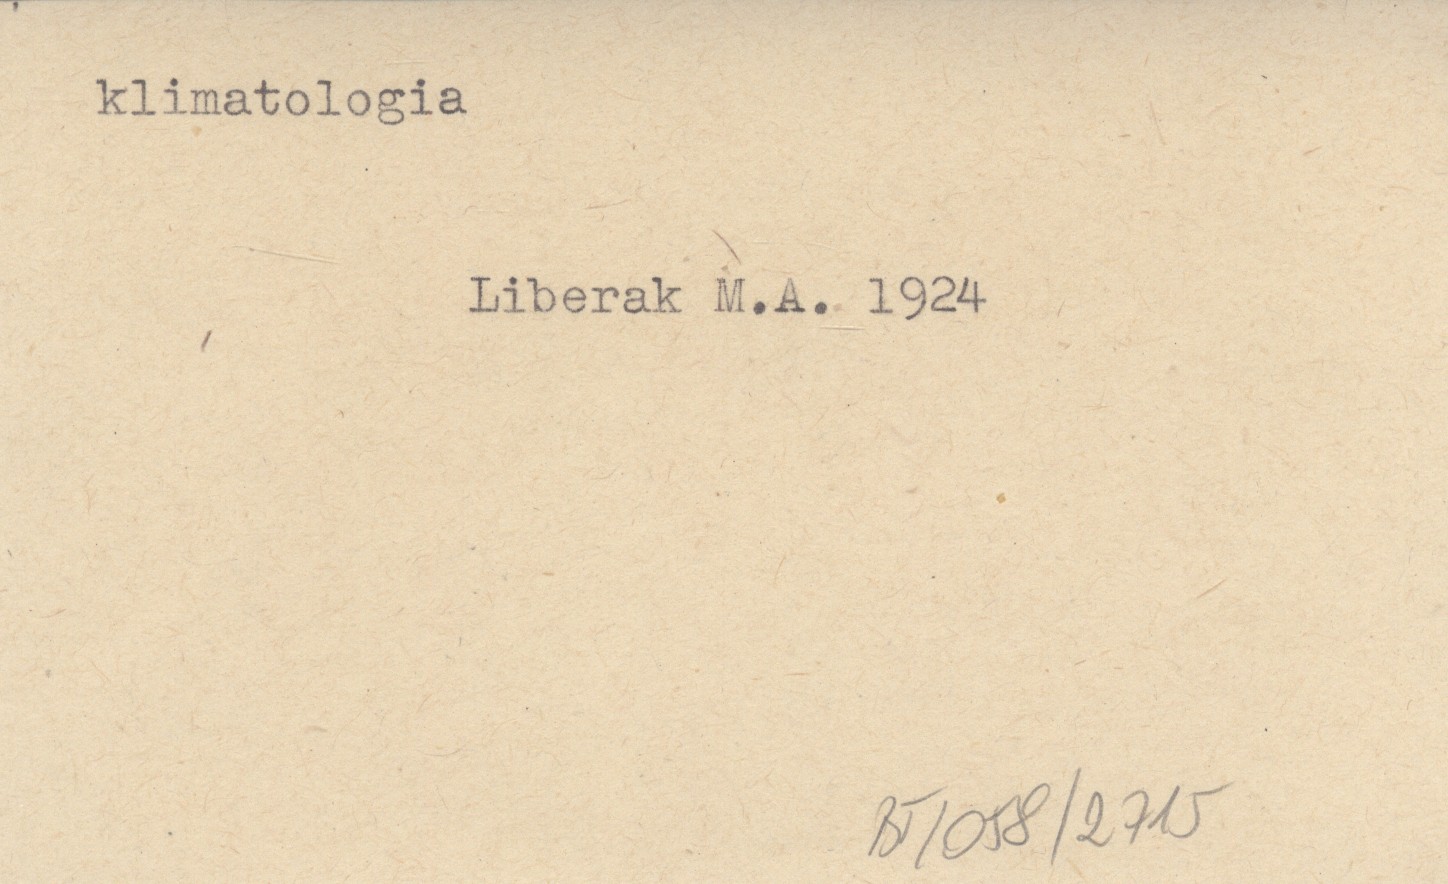 klimatologia
Liberak M.A. 1924
BT/058/2715